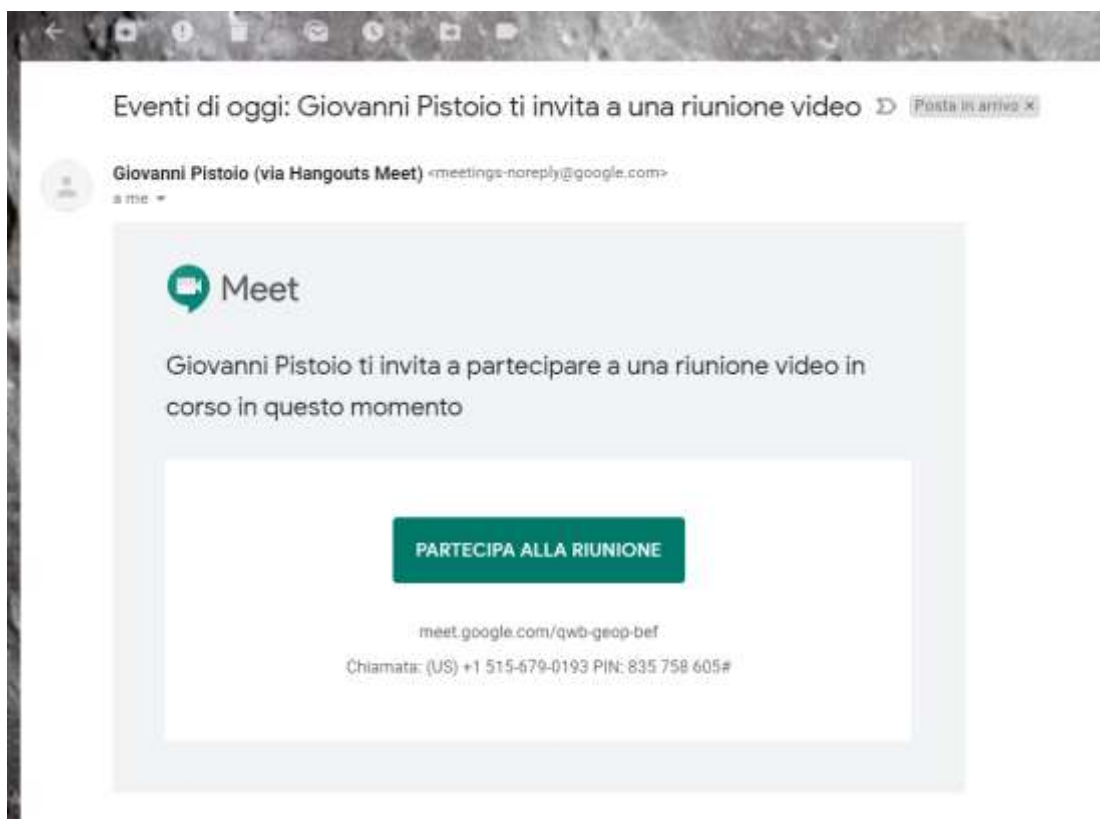 Eventi di oggi: Giovanni Pistoio ti invita a una riunione video Posta in arrivo ×
Giovanni Pistoio (via Hangouts Meet) <meetings-noreply@google.com>
a me
Meet
Giovanni Pistoio ti invita a partecipare a una riunione video in
corso in questo momento
PARTECIPA ALLA RIUNIONE
meet.google.com/qwb-geop-bef
Chiamata: (US) +1 515-679-0193 PIN: 835 758 605#